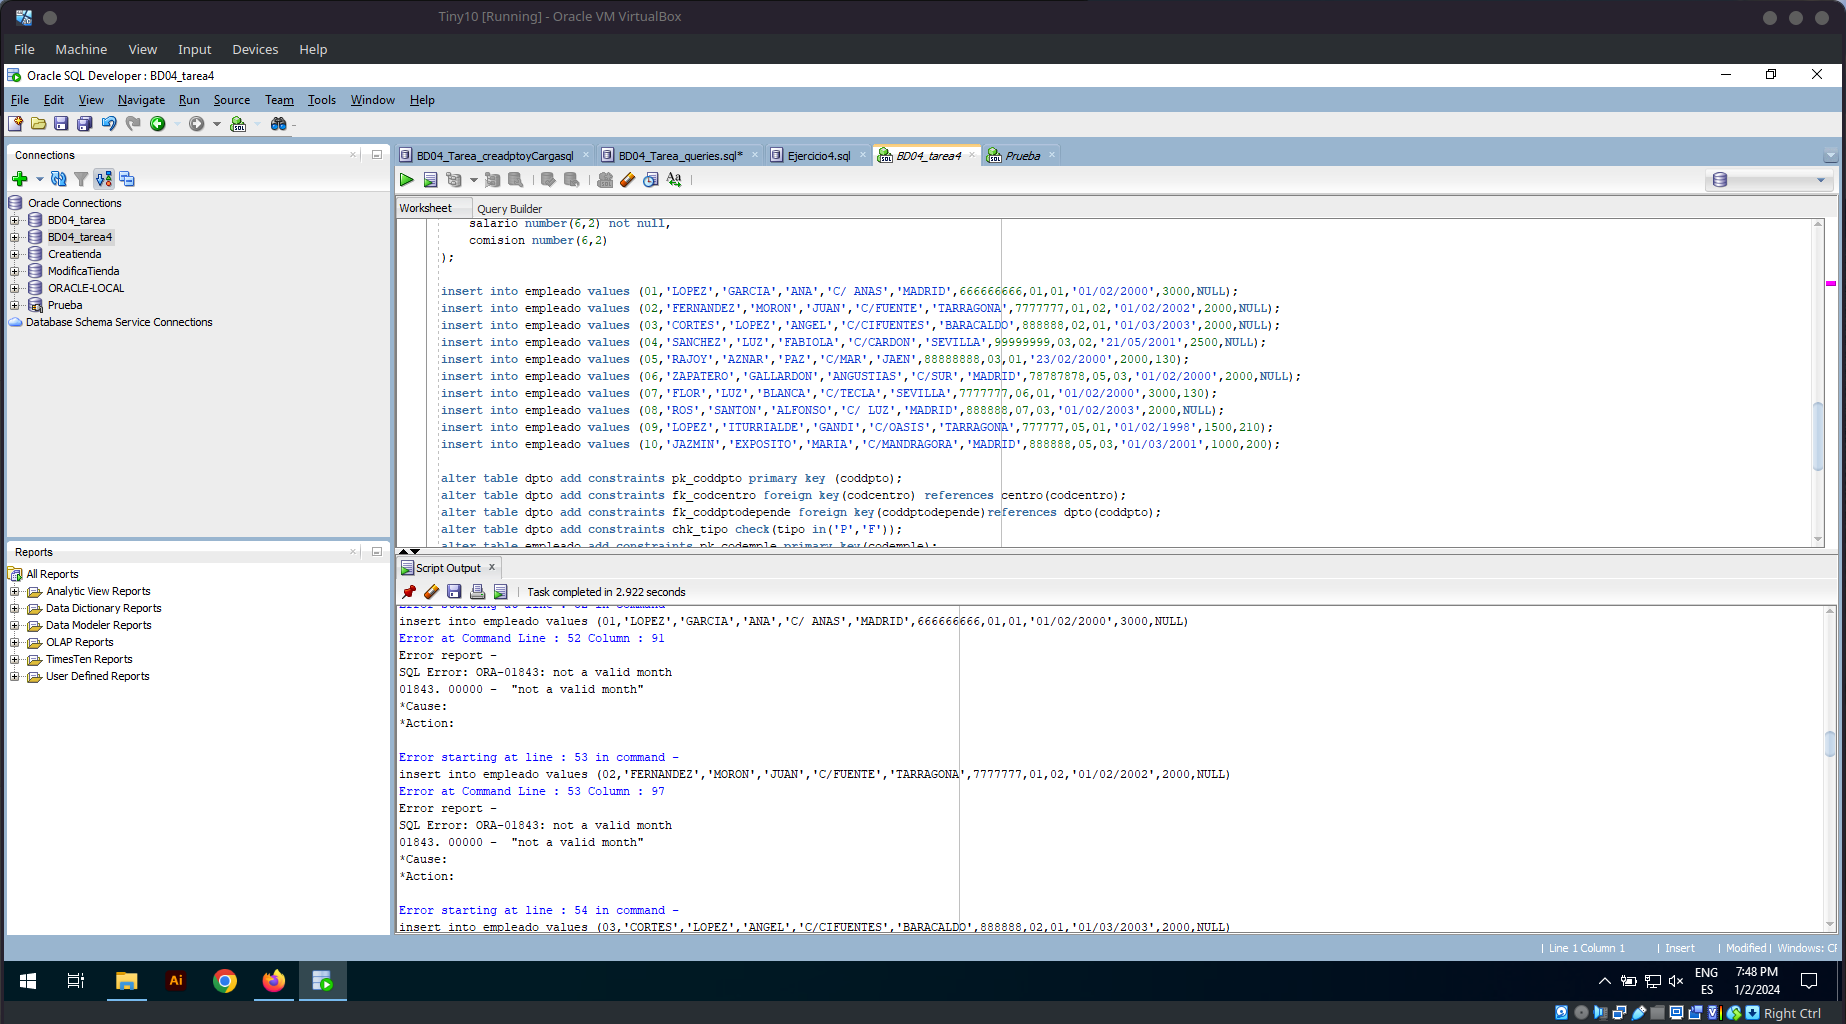 Tiny10 [Running] - Oracle VM VirtualBox
File Machine View Input Devices Help
Oracle SQL Developer : BD04_tarea4
File Edit View Navigate Run Source Team Tools Window Help
Connections
Oracle Connections
BD04_tarea
BD04_tarea4
Creatienda
ModificaTienda
ORACLE-LOCAL
Prueba
Database Schema Service Connections
Reports
All Reports
Analytic View Reports
Data Dictionary Reports
Data Modeler Reports
OLAP Reports
TimesTen Reports
User Defined Reports
BD04_Tarea_creadptoyCargasql
BD04_Tarea_queries.sql*
Ejercicio4.sql
BD04_tarea4
Prueba
Worksheet Query Builder
salario number(6,2) not null,
comision number(6,2)
);
insert into empleado values (01,'LOPEZ','GARCIA','ANA','C/ ANAS','MADRID',666666666,01,01,'01/02/2000',3000,NULL);
insert into empleado values (02,'FERNANDEZ','MORON','JUAN','C/FUENTE','TARRAGONA',7777777,01,02,'01/02/2002',2000,NULL);
insert into empleado values (03,'CORTES','LOPEZ','ANGEL','C/CIFUENTES','BARACALDO',888888,02,01,'01/03/2003',2000,NULL);
insert into empleado values (04,'SANCHEZ','LUZ','FABIOLA','C/CARDON','SEVILLA',99999999,03,02,'21/05/2001',2500,NULL);
insert into empleado values (05,'RAJOY','AZNAR','PAZ','C/MAR','JAEN',88888888,03,01,'23/02/2000',2000,130);
insert into empleado values (06,'ZAPATERO','GALLARDON','ANGUSTIAS','C/SUR','MADRID',78787878,05,03,'01/02/2000',2000,NULL);
insert into empleado values (07,'FLOR','LUZ','BLANCA','C/TECLA','SEVILLA',7777777,06,01,'01/02/2000',3000,130);
insert into empleado values (08,'ROS','SANTON','ALFONSO','C/ LUZ','MADRID',888888,07,03,'01/02/2003',2000,NULL);
insert into empleado values (09,'LOPEZ','ITURRIALDE','GANDI','C/OASIS','TARRAGONA',777777,05,01,'01/02/1998',1500,210);
insert into empleado values (10,'JAZMIN','EXPOSITO','MARIA','C/MANDRAGORA','MADRID',888888,05,03,'01/03/2001',1000,200);
alter table dpto add constraints pk_coddpto primary key (coddpto);
alter table dpto add constraints fk_codcentro foreign key(codcentro) references centro(codcentro);
alter table dpto add constraints fk_coddptodepende foreign key(coddptodepende)references dpto(coddpto);
alter table dpto add constraints chk_tipo check(tipo in('P','F'));
alter table empleado add constraints pk_codemple primary key(codemple);
Script Output
Task completed in 2.922 seconds
Error starting at line : 52 in command -
insert into empleado values (01,'LOPEZ','GARCIA','ANA','C/ ANAS','MADRID',666666666,01,01,'01/02/2000',3000,NULL)
Error at Command Line : 52 Column : 91
Error report -
SQL Error: ORA-01843: not a valid month
01843. 00000 -  "not a valid month"
*Cause:
*Action:
Error starting at line : 53 in command -
insert into empleado values (02,'FERNANDEZ','MORON','JUAN','C/FUENTE','TARRAGONA',7777777,01,02,'01/02/2002',2000,NULL)
Error at Command Line : 53 Column : 97
Error report -
SQL Error: ORA-01843: not a valid month
01843. 00000 -  "not a valid month"
*Cause:
*Action:
Error starting at line : 54 in command -
insert into empleado values (03,'CORTES','LOPEZ','ANGEL','C/CIFUENTES','BARACALDO',888888,02,01,'01/03/2003',2000,NULL)
Line 1 Column 1 | Insert | Modified | Windows: CR
Ai
ENG
ES
7:48 PM
1/2/2024
Right Ctrl